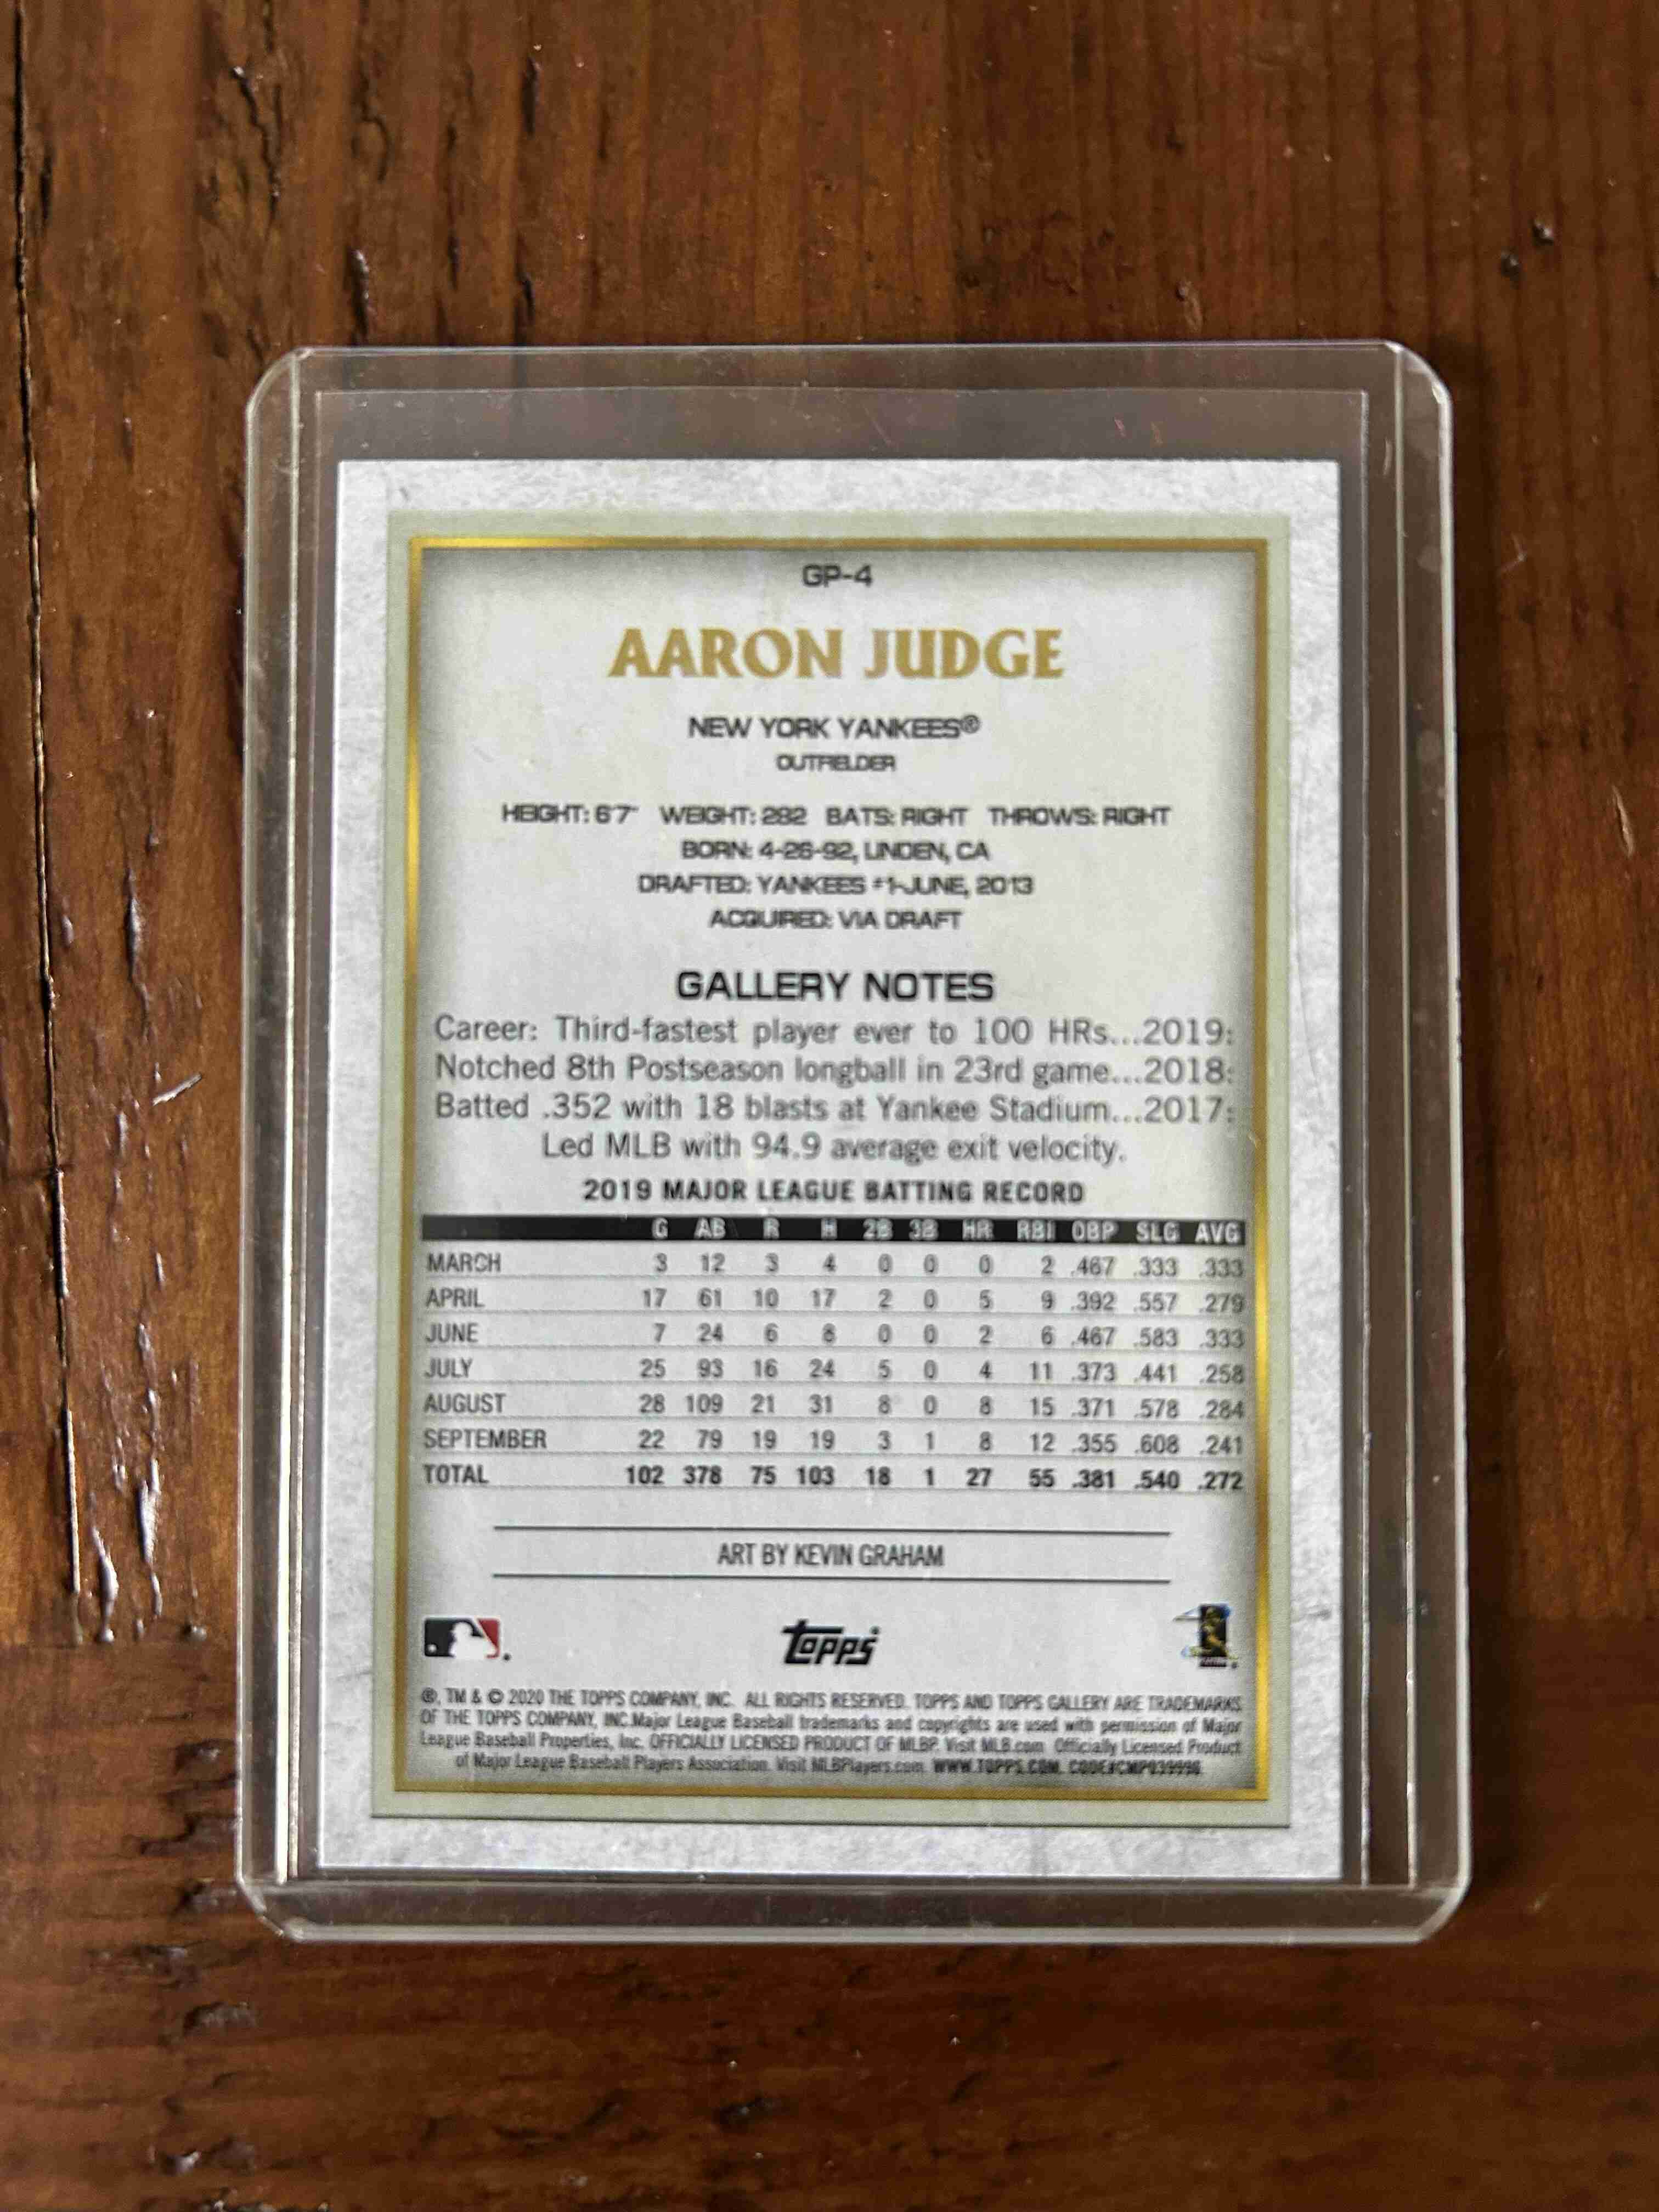 GP-4
AARON JUDGE
NEW YORK YANKEES®
OUTFIELDER
HEIGHT: 6'7" WEIGHT: 282 BATS: RIGHT THROWS: RIGHT
BORN: 4-26-92, LINDEN, CA
DRAFTED: YANKEES #1-JUNE, 2013
ACQUIRED: VIA DRAFT
GALLERY NOTES
Career: Third-fastest player ever to 100 HRs...2019:
Notched 8th Postseason longball in 23rd game...2018:
Batted .352 with 18 blasts at Yankee Stadium...2017:
Led MLB with 94.9 average exit velocity.
2019 MAJOR LEAGUE BATTING RECORD
G AB R H 2B 3B HR RBI OBP SLG AVG
MARCH 3 12 3 4 0 0 0 2 .467 .333 .333
APRIL 17 61 10 17 2 0 5 9 .392 .557 .279
JUNE 7 24 6 8 0 0 2 6 .467 .583 .333
JULY 25 93 16 24 5 0 4 11 .373 .441 .258
AUGUST 28 109 21 31 8 0 8 15 .371 .578 .284
SEPTEMBER 22 79 19 19 3 1 8 12 .355 .608 .241
TOTAL 102 378 75 103 18 1 27 55 .381 .540 .272
ART BY KEVIN GRAHAM
topps
®, TM & © 2020 THE TOPPS COMPANY, INC. ALL RIGHTS RESERVED. TOPPS AND TOPPS GALLERY ARE TRADEMARKS
OF THE TOPPS COMPANY, INC.Major League Baseball trademarks and copyrights are used with permission of Major
League Baseball Properties, Inc. OFFICIALLY LICENSED PRODUCT OF MLBP. Visit MLB.com Officially Licensed Product
of Major League Baseball Players Association. Visit MLBPlayers.com. WWW.TOPPS.COM. CODE#CMP039996